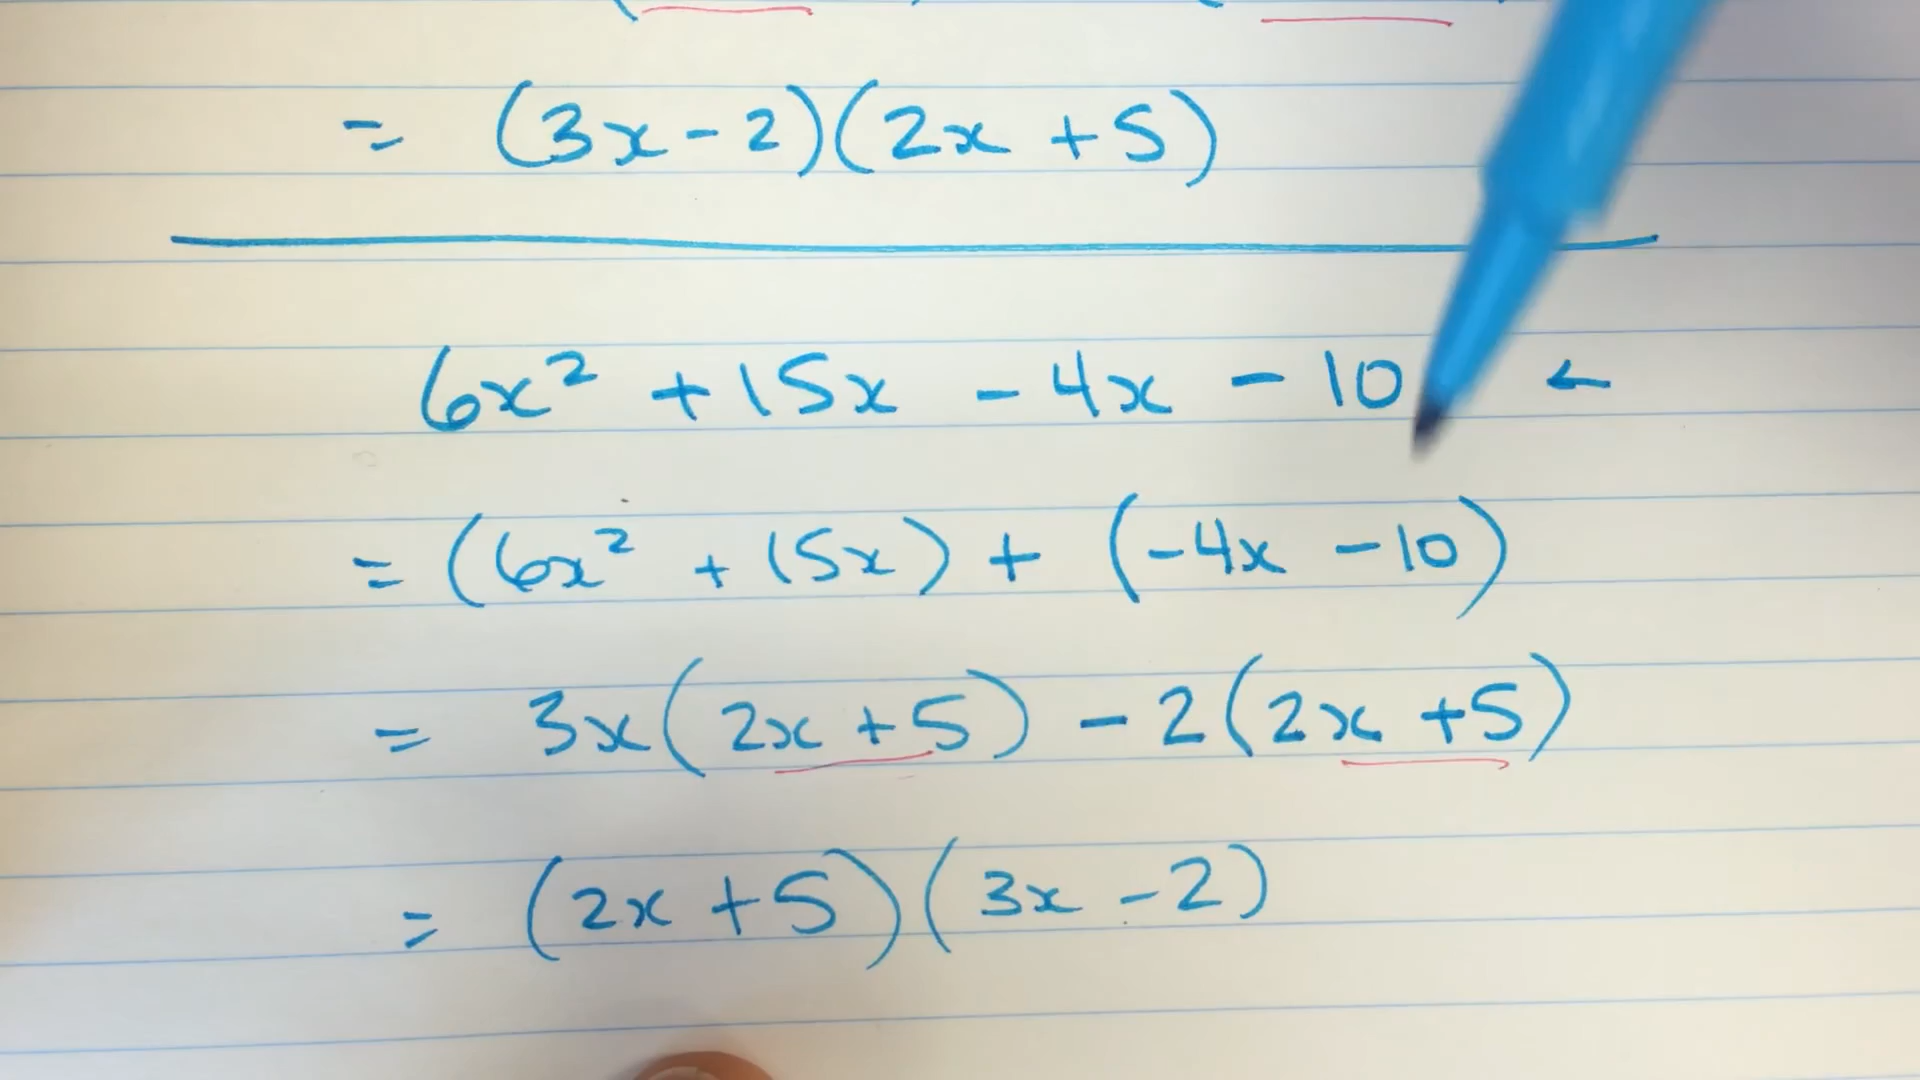 = (3x - 2)(2x + 5)
6x² + 15x - 4x - 10 ←
= (6x² + 15x) + (-4x - 10)
= 3x(2x + 5) - 2(2x + 5)
= (2x + 5)(3x - 2)